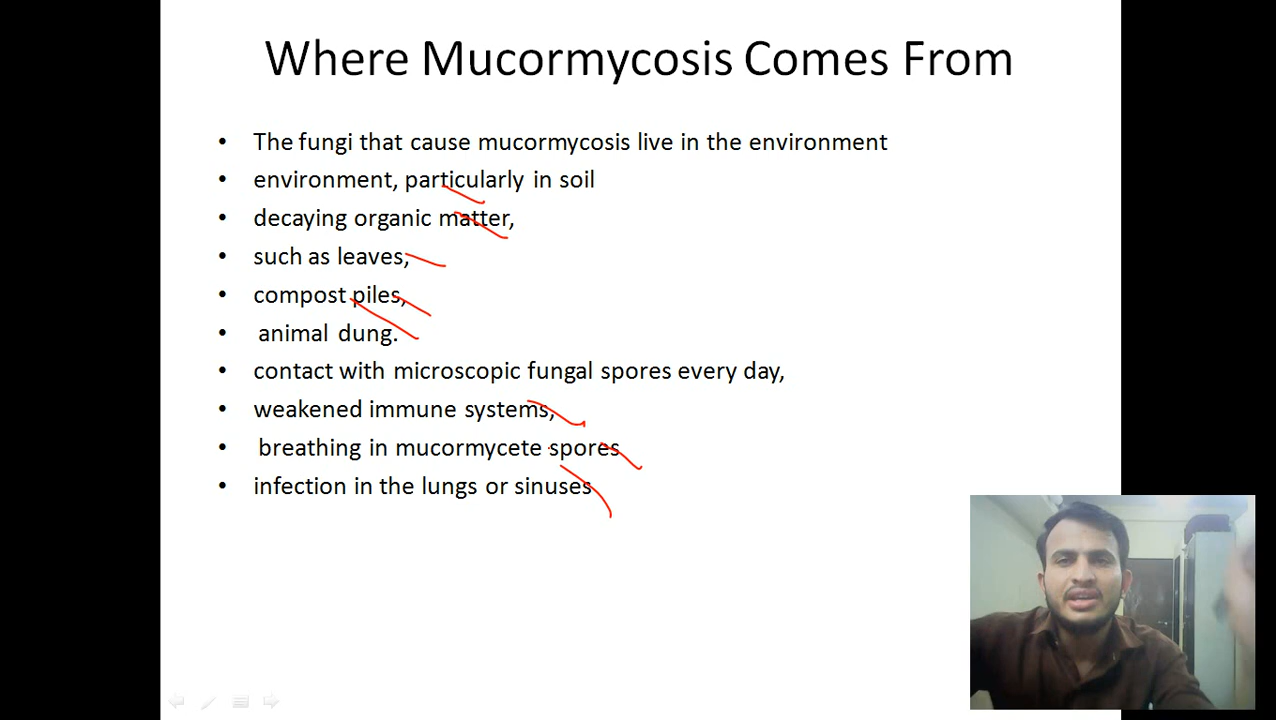 Where Mucormycosis Comes From
• The fungi that cause mucormycosis live in the environment
• environment, particularly in soil
• decaying organic matter,
• such as leaves,
• compost piles,
• animal dung.
• contact with microscopic fungal spores every day,
• weakened immune systems,
• breathing in mucormycete spores
• infection in the lungs or sinuses